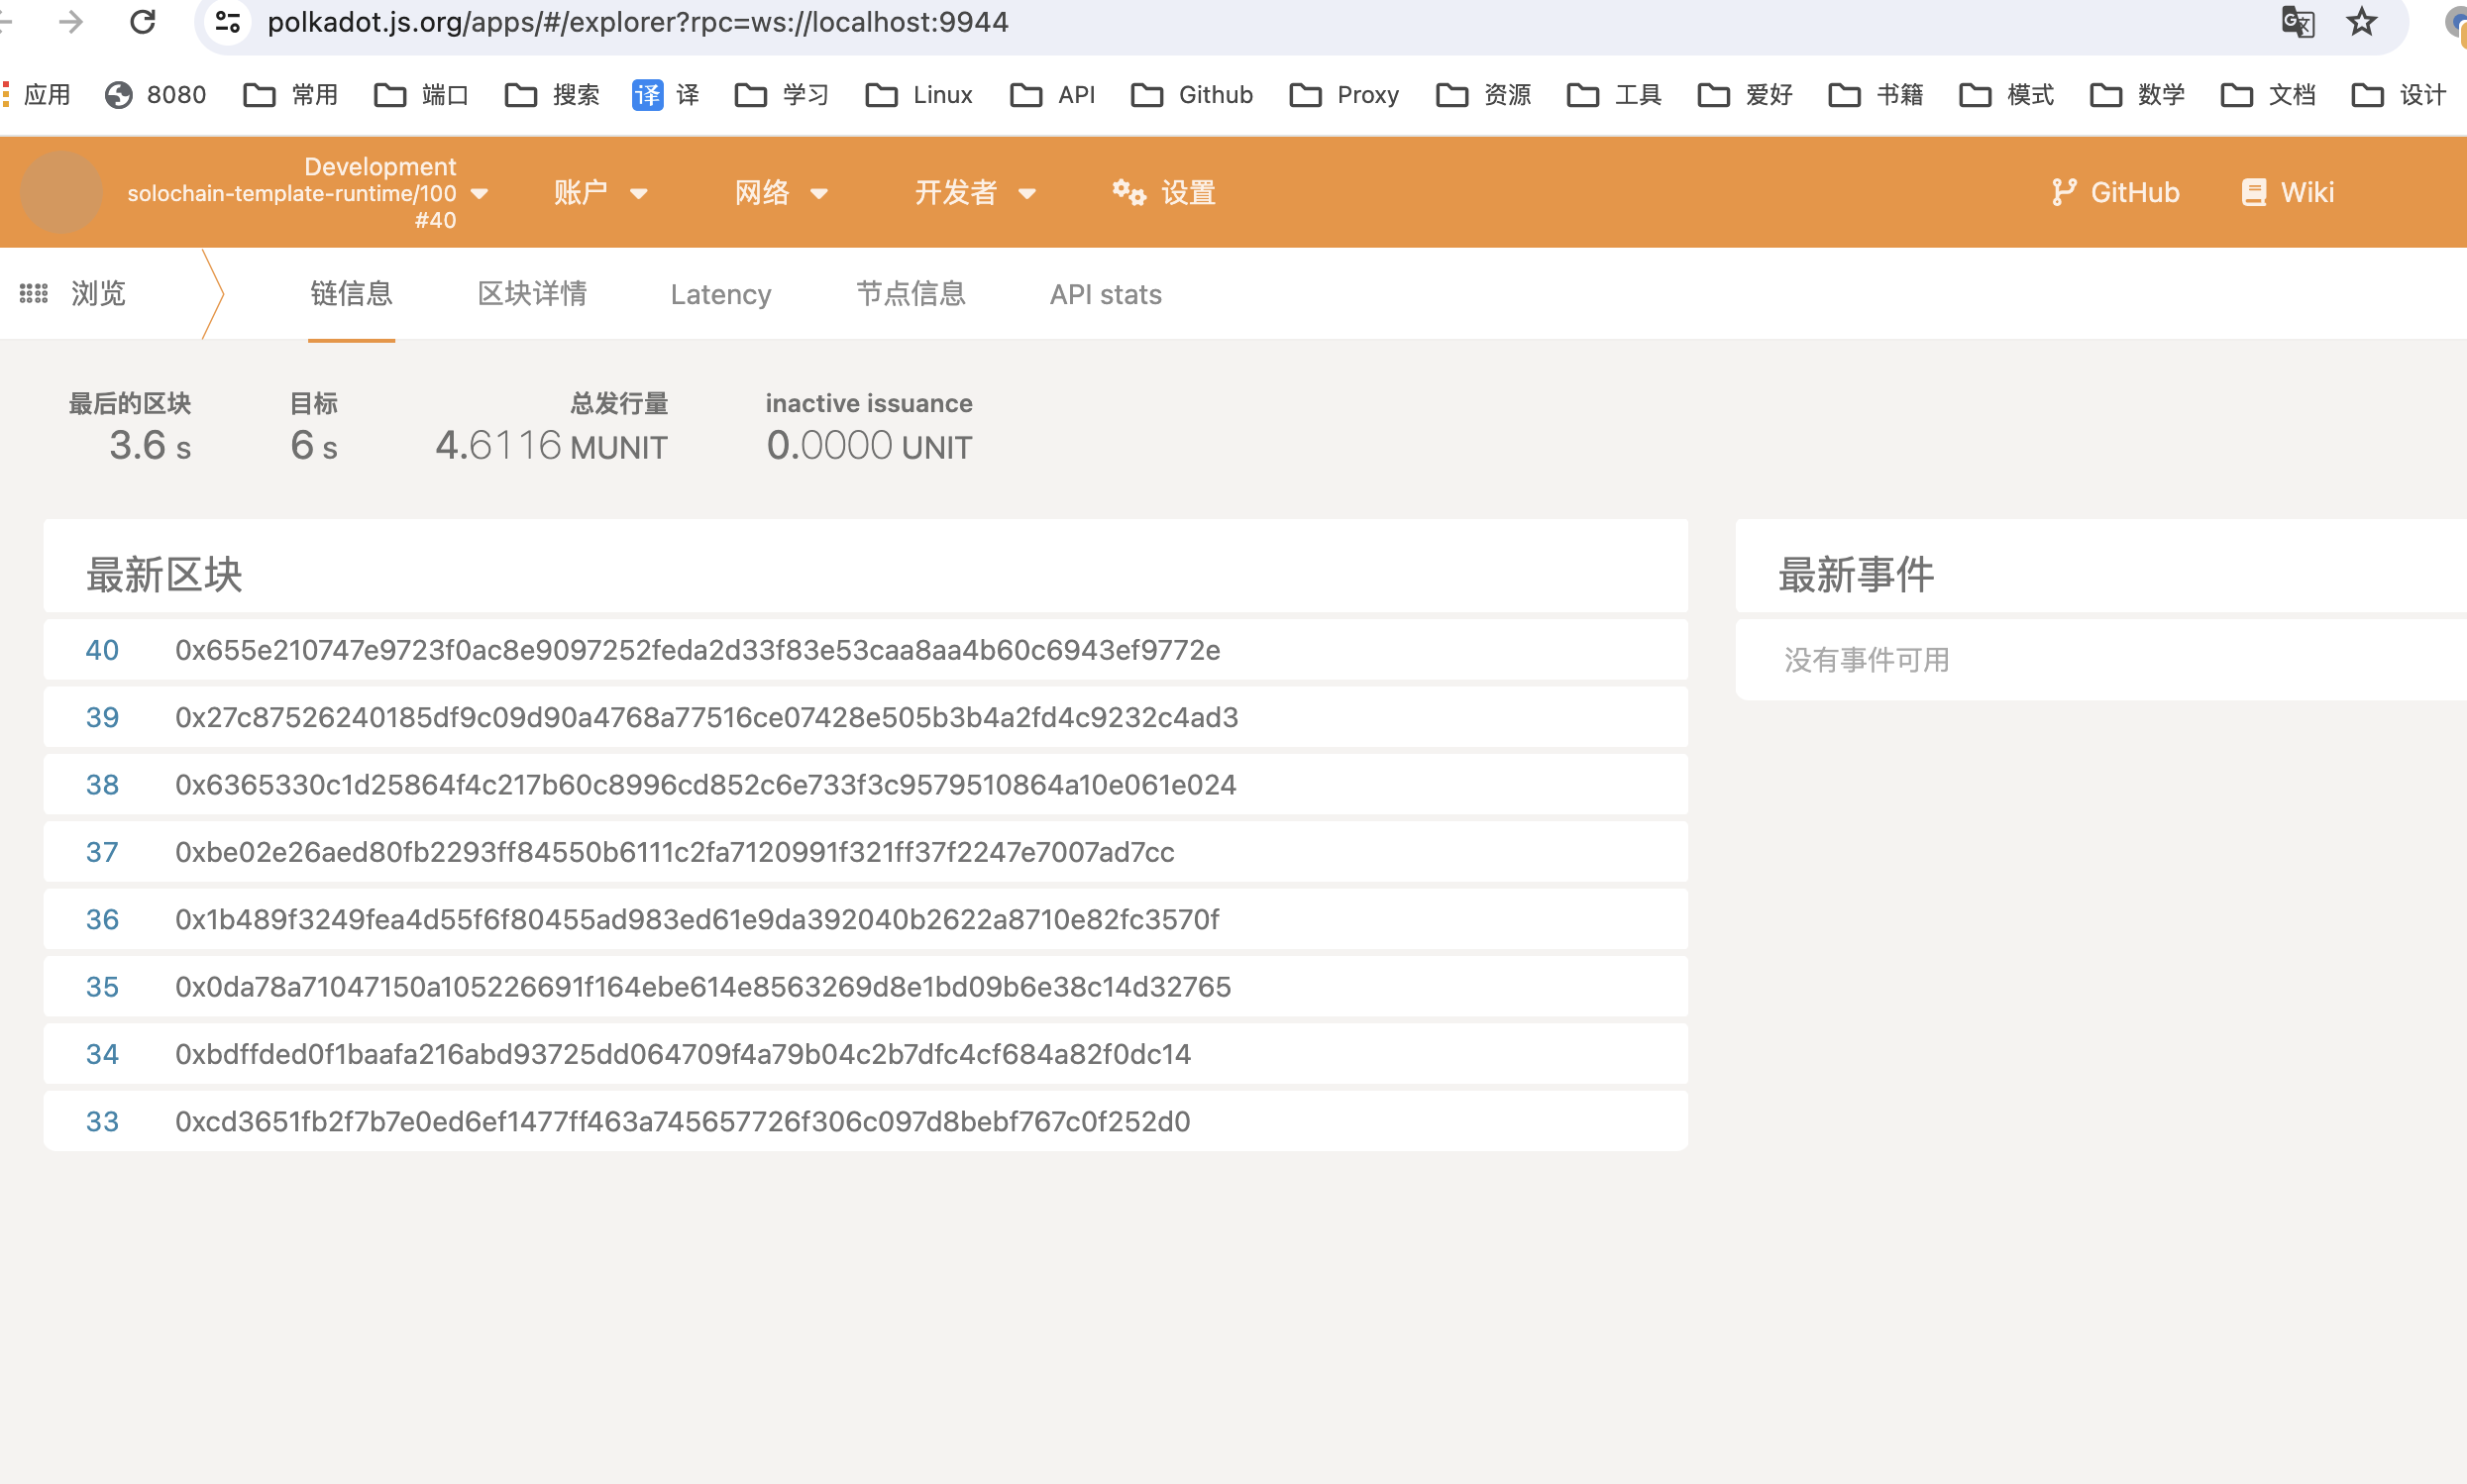 polkadot.js.org/apps/#/explorer?rpc=ws://localhost:9944
应用 8080 常用 端口 搜索 译 译 学习 Linux API Github Proxy 资源 工具 爱好 书籍 模式 数学 文档 设计
Development
solochain-template-runtime/100
#40
账户 网络 开发者 设置 GitHub Wiki
浏览 链信息 区块详情 Latency 节点信息 API stats
最后的区块 目标 总发行量 inactive issuance
3.6 s 6 s 4.6116 MUNIT 0.0000 UNIT
最新区块
40 0x655e210747e9723f0ac8e9097252feda2d33f83e53caa8aa4b60c6943ef9772e
39 0x27c87526240185df9c09d90a4768a77516ce07428e505b3b4a2fd4c9232c4ad3
38 0x6365330c1d25864f4c217b60c8996cd852c6e733f3c9579510864a10e061e024
37 0xbe02e26aed80fb2293ff84550b6111c2fa7120991f321ff37f2247e7007ad7cc
36 0x1b489f3249fea4d55f6f80455ad983ed61e9da392040b2622a8710e82fc3570f
35 0x0da78a71047150a105226691f164ebe614e8563269d8e1bd09b6e38c14d32765
34 0xbdffded0f1baafa216abd93725dd064709f4a79b04c2b7dfc4cf684a82f0dc14
33 0xcd3651fb2f7b7e0ed6ef1477ff463a745657726f306c097d8bebf767c0f252d0
最新事件
没有事件可用